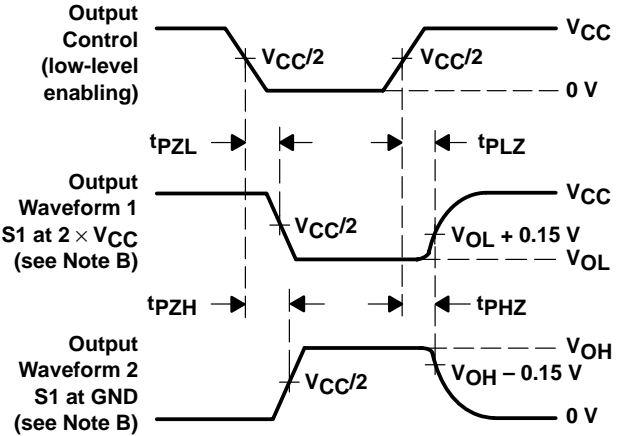 Output
Control
(low-level
enabling)
VCC/2
VCC/2
VCC
0 V
tPZL
tPLZ
Output
Waveform 1
S1 at 2 × VCC
(see Note B)
VCC/2
VCC
VOL + 0.15 V
VOL
tPZH
tPHZ
Output
Waveform 2
S1 at GND
(see Note B)
VCC/2
VOH
VOH – 0.15 V
0 V